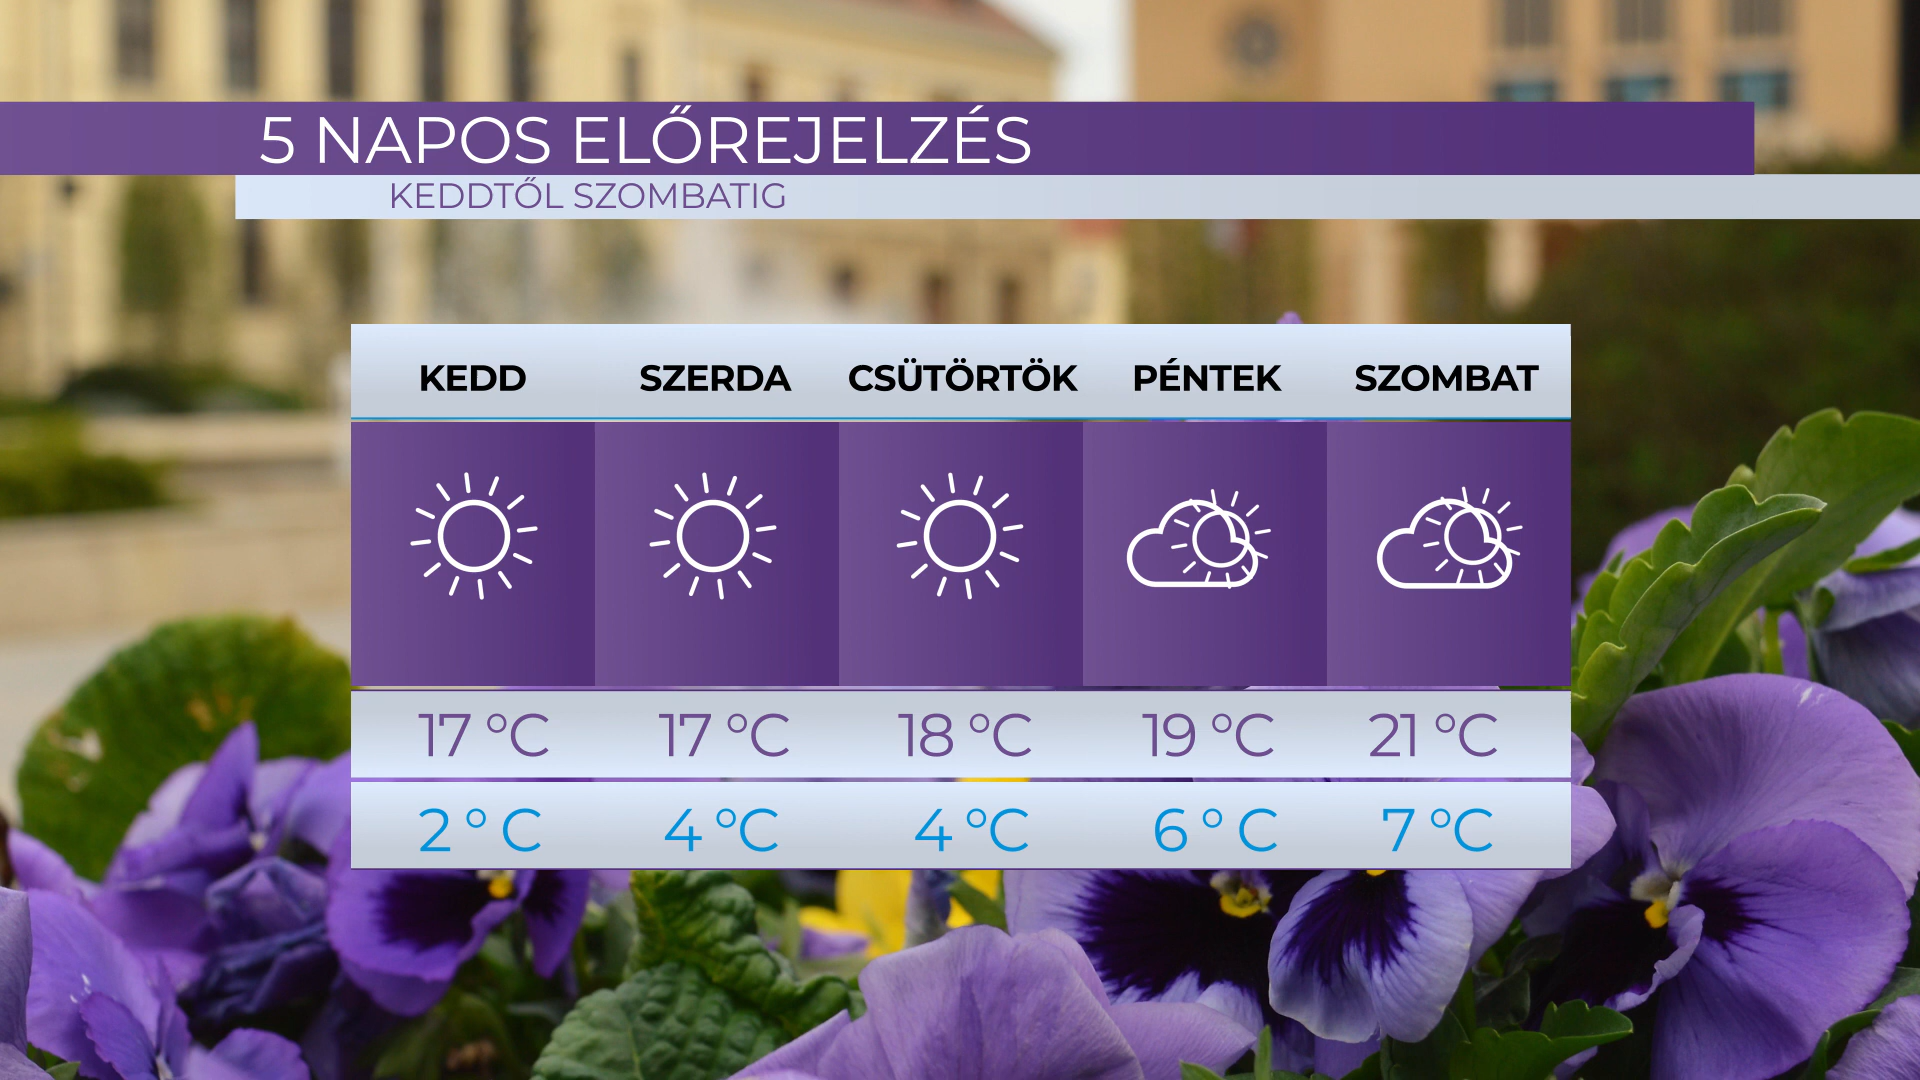 5 NAPOS ELŐREJELZÉS
KEDDTŐL SZOMBATIG
KEDD SZERDA CSÜTÖRTÖK PÉNTEK SZOMBAT
17 °C 17 °C 18 °C 19 °C 21 °C
2 ° C 4 °C 4 °C 6 ° C 7 °C